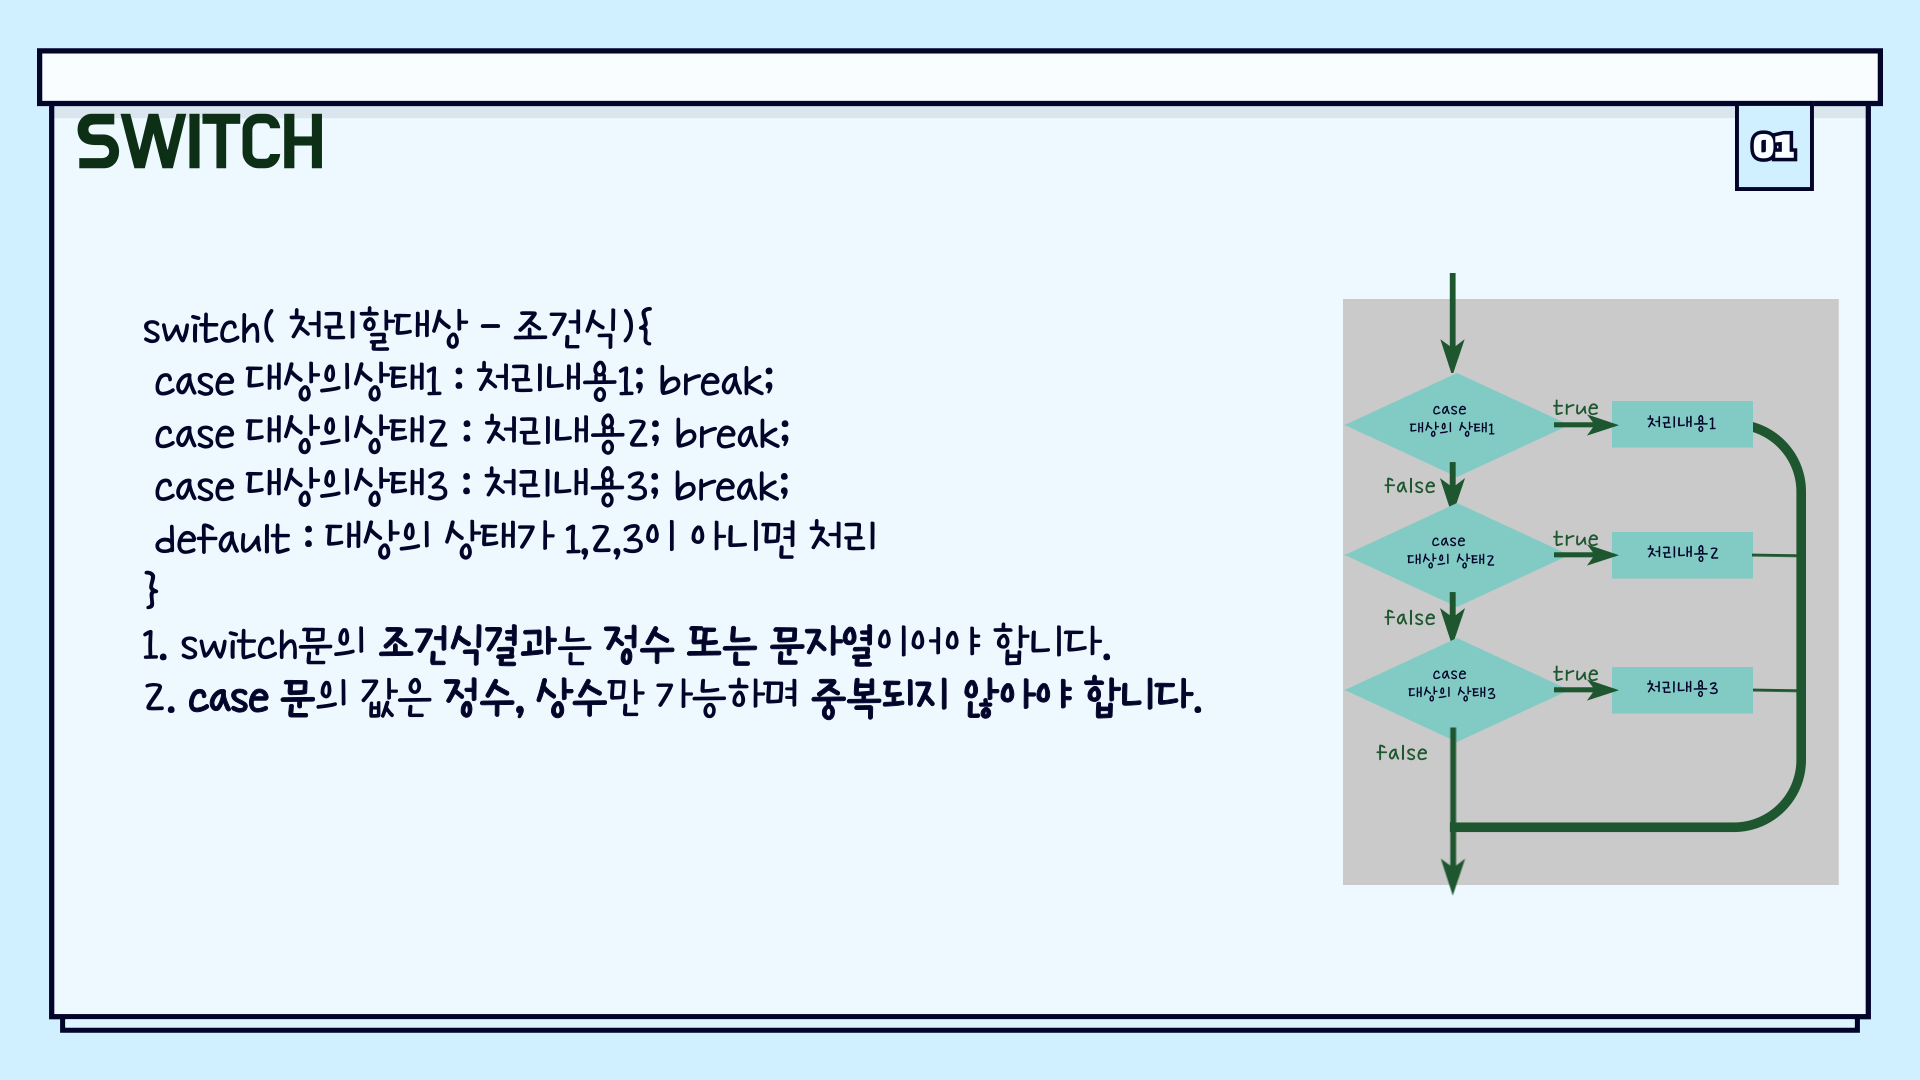 SWITCH
01
switch( 처리할대상 - 조건식){
case 대상의상태1 : 처리내용1; break;
case 대상의상태2 : 처리내용2; break;
case 대상의상태3 : 처리내용3; break;
default : 대상의 상태가 1,2,3이 아니면 처리
}
1. switch문의 조건식결과는 정수 또는 문자열이어야 합니다.
2. case 문의 값은 정수, 상수만 가능하며 중복되지 않아야 합니다.
case
대상의 상태1
true
처리내용1
false
case
대상의 상태2
true
처리내용2
false
case
대상의 상태3
true
처리내용3
false